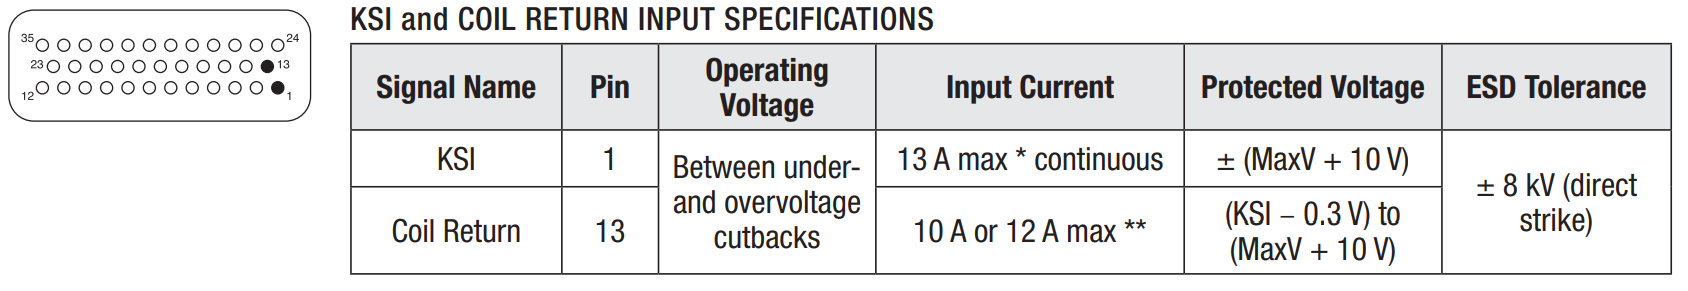 KSI and COIL RETURN INPUT SPECIFICATIONS
35 24
23 13
12 1
Signal Name Pin Operating Voltage Input Current Protected Voltage ESD Tolerance
KSI 1 Between under- and overvoltage cutbacks 13 A max * continuous ± (MaxV + 10 V) ± 8 kV (direct strike)
Coil Return 13 10 A or 12 A max ** (KSI – 0.3 V) to (MaxV + 10 V)